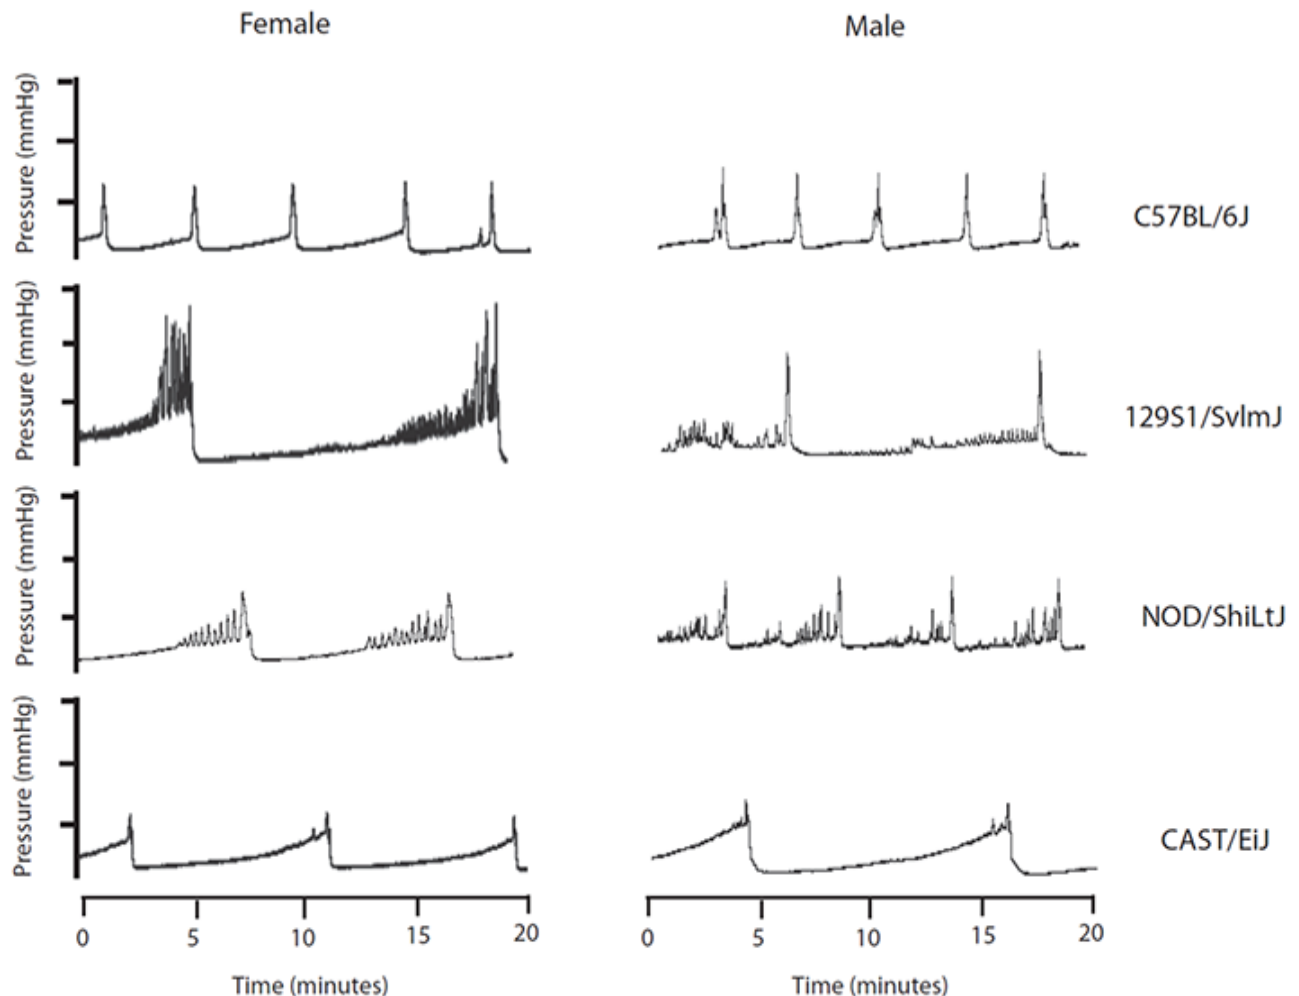 Female
Male
Pressure (mmHg)
C57BL/6J
Pressure (mmHg)
129S1/SvlmJ
Pressure (mmHg)
NOD/ShiLtJ
Pressure (mmHg)
CAST/EiJ
0 5 10 15 20
0 5 10 15 20
Time (minutes)
Time (minutes)